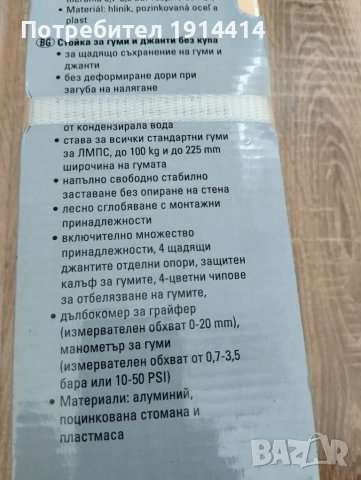 Потребител 1914414
• Materiál: hliník, pozinkovaná oceľ a
plast
BG Стойка за гуми и джанти без купа
• за щадящо съхранение на гуми и
джанти
• без деформиране дори при
загуба на налягане
от кондензирала вода
• става за всички стандартни гуми
за ЛМПС, до 100 kg и до 225 mm
широчина на гумата
• напълно свободно стабилно
заставане без опиране на стена
• лесно сглобяване с монтажни
принадлежности
• включително множество
принадлежности, 4 щадящи
джантите отделни опори, защитен
калъф за гумите, 4-цветни чипове
за отбелязване на гумите,
• дълбокомер за грайфер
(измервателен обхват 0-20 mm),
манометър за гуми
(измервателен обхват от 0,7-3,5
бара или 10-50 PSI)
• Материали: алуминий,
поцинкована стомана и
пластмаса
BAZAR